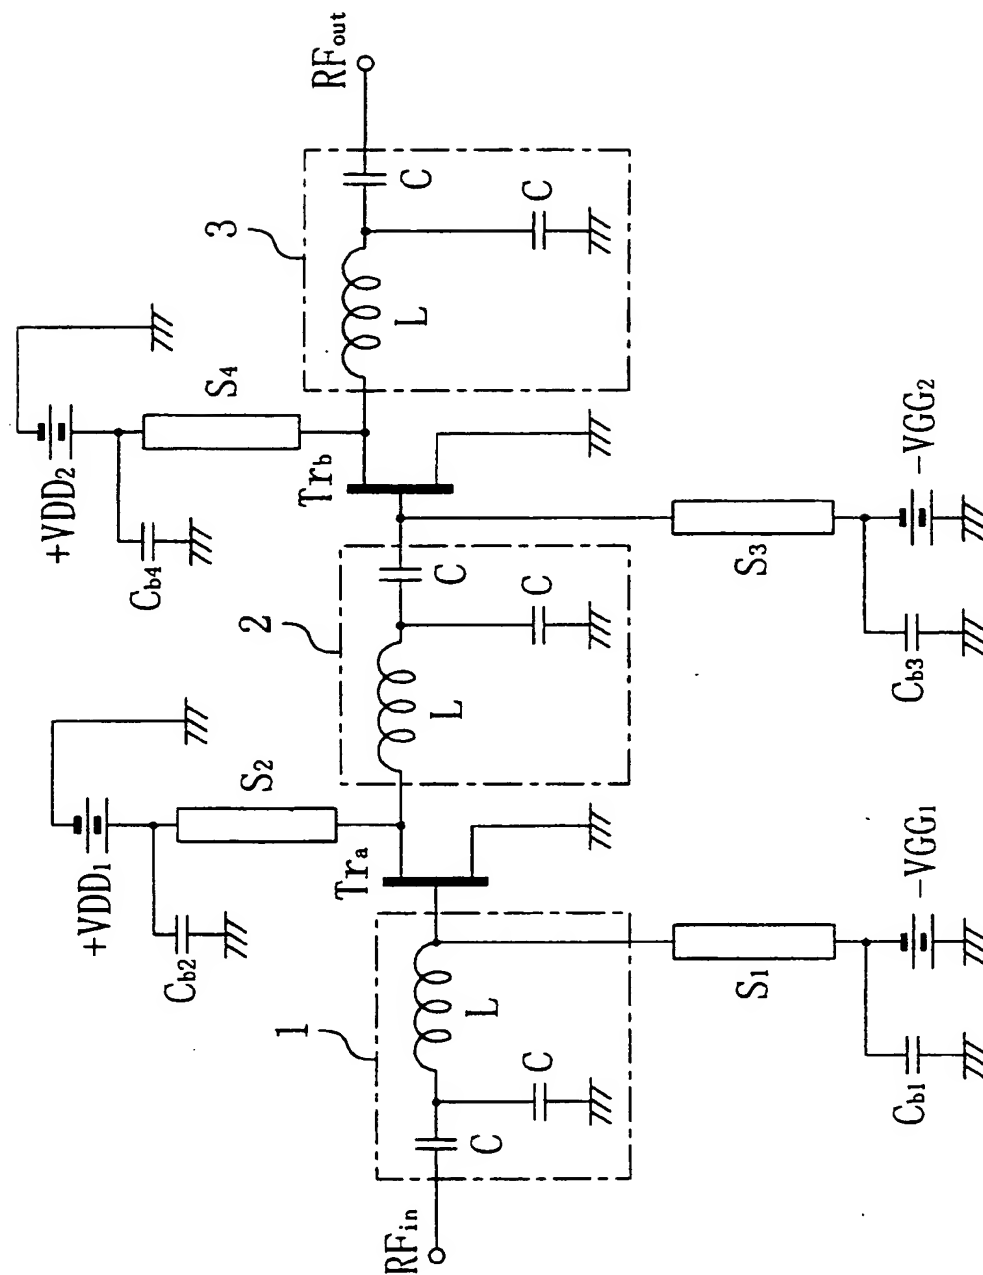 RFout
3
C
C
L
S4
+VDD2
Cb4
Trb
-VGG2
S3
Cb3
2
C
C
L
S2
+VDD1
Cb2
Tra
-VGG1
S1
Cb1
1
L
C
C
RFin